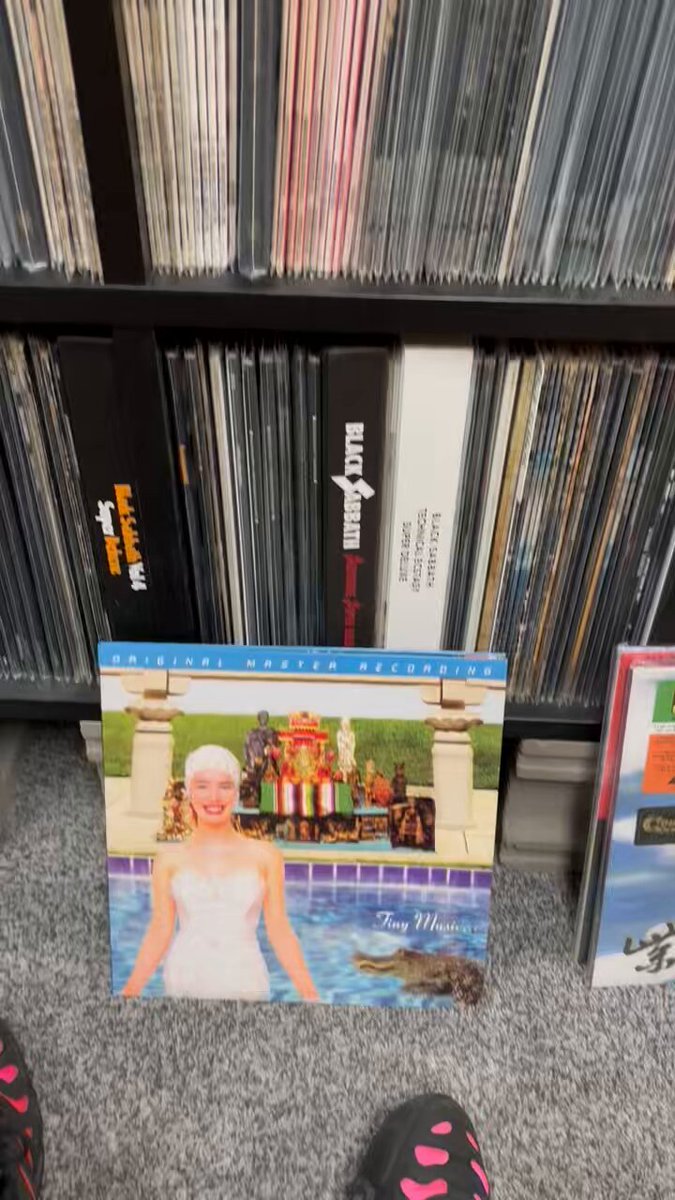 Black Sabbath Vol. 4
Super Deluxe
BLACK SABBATH
BLACK SABBATH
TECHNICAL ECSTASY
SUPER DELUXE
ORIGINAL MASTER RECORDING
Tiny Music...